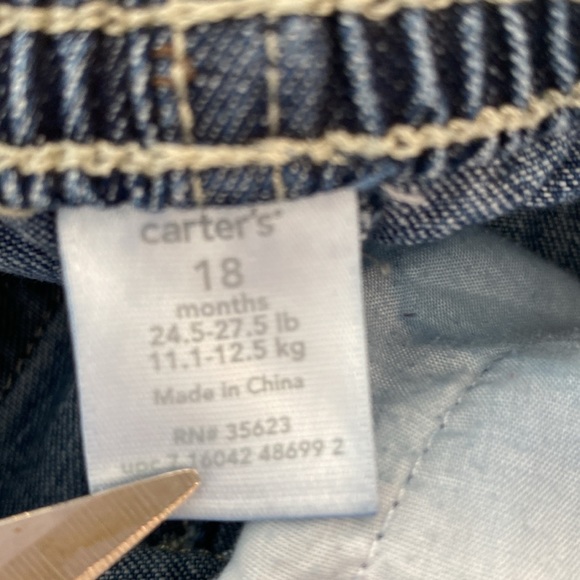 carter's
18
months
24.5-27.5 lb
11.1-12.5 kg
Made in China
RN# 35623
upc 7 16042 48699 2